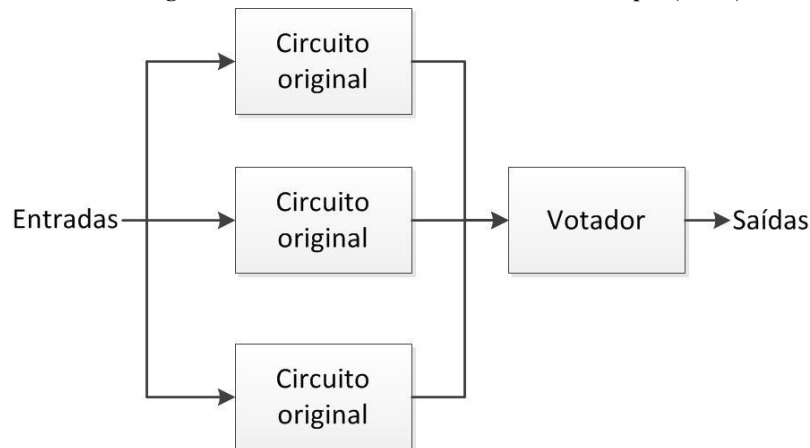 Circuito
original
Entradas
Circuito
original
Votador
Saídas
Circuito
original